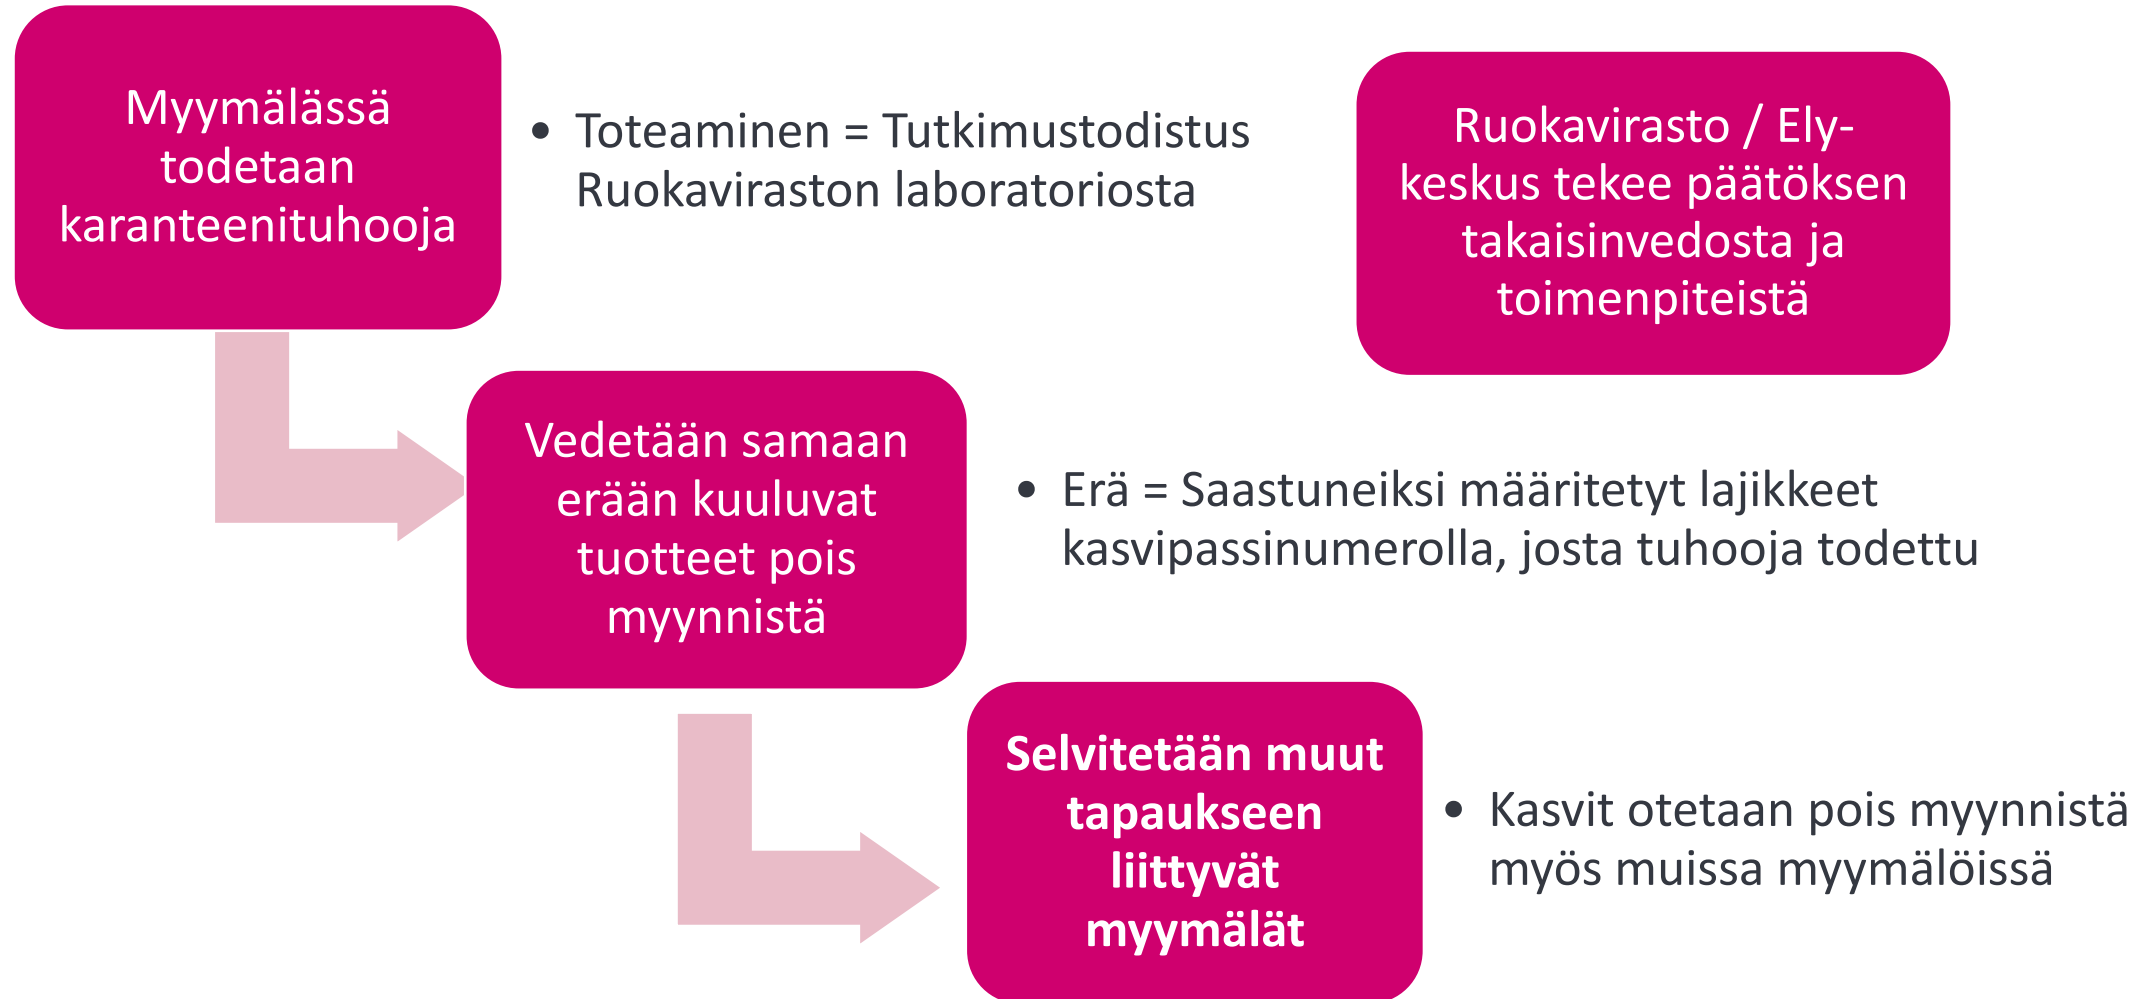 Myymälässä
todetaan
karanteenituhooja
• Toteaminen = Tutkimustodistus
Ruokaviraston laboratoriosta
Ruokavirasto / Ely-
keskus tekee päätöksen
takaisinvedosta ja
toimenpiteistä
Vedetään samaan
erään kuuluvat
tuotteet pois
myynnistä
• Erä = Saastuneiksi määritetyt lajikkeet
kasvipassinumerolla, josta tuhooja todettu
Selvitetään muut
tapaukseen
liittyvät
myymälät
• Kasvit otetaan pois myynnistä
myös muissa myymälöissä